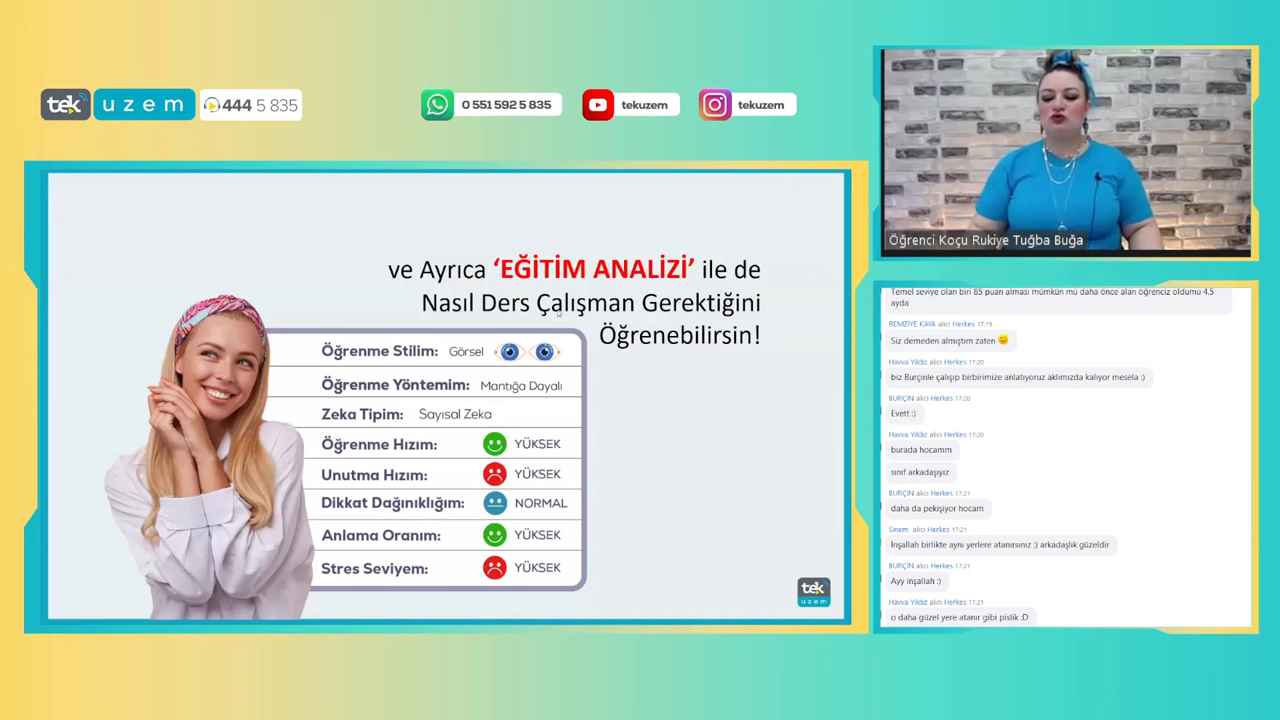 tek uzem 444 5 835
0 551 592 5 835
tekuzem
tekuzem
ve Ayrıca ‘EĞİTİM ANALİZİ’ ile de
Nasıl Ders Çalışman Gerektiğini
Öğrenebilirsin!
Öğrenme Stilim: Görsel
Öğrenme Yöntemim: Mantığa Dayalı
Zeka Tipim: Sayısal Zeka
Öğrenme Hızım: YÜKSEK
Unutma Hızım: YÜKSEK
Dikkat Dağınıklığım: NORMAL
Anlama Oranım: YÜKSEK
Stres Seviyem: YÜKSEK
tek
uzem
Öğrenci Koçu Rukiye Tuğba Buğa
Temel seviye olan biri 85 puan alması mümkün mü daha önce alan öğrenciz oldumu 4.5
ayda
REMZİYE KAYA alıcı Herkes 17:19
Siz demeden almıştım zaten 😊
Havva Yıldız alıcı Herkes 17:20
biz Burçinle çalışıp birbirimize anlatıyoruz aklımızda kalıyor mesela :)
BURÇİN alıcı Herkes 17:20
Evett :)
Havva Yıldız alıcı Herkes 17:20
burada hocamm
sınıf arkadaşıyız
BURÇİN alıcı Herkes 17:21
daha da pekişiyor hocam
Sinem alıcı Herkes 17:21
İnşallah birlikte aynı yerlere atanırsınız :) arkadaşlık güzeldir
BURÇİN alıcı Herkes 17:21
Ayy inşallah :)
Havva Yıldız alıcı Herkes 17:21
o daha güzel yere atanır gibi pislik :D